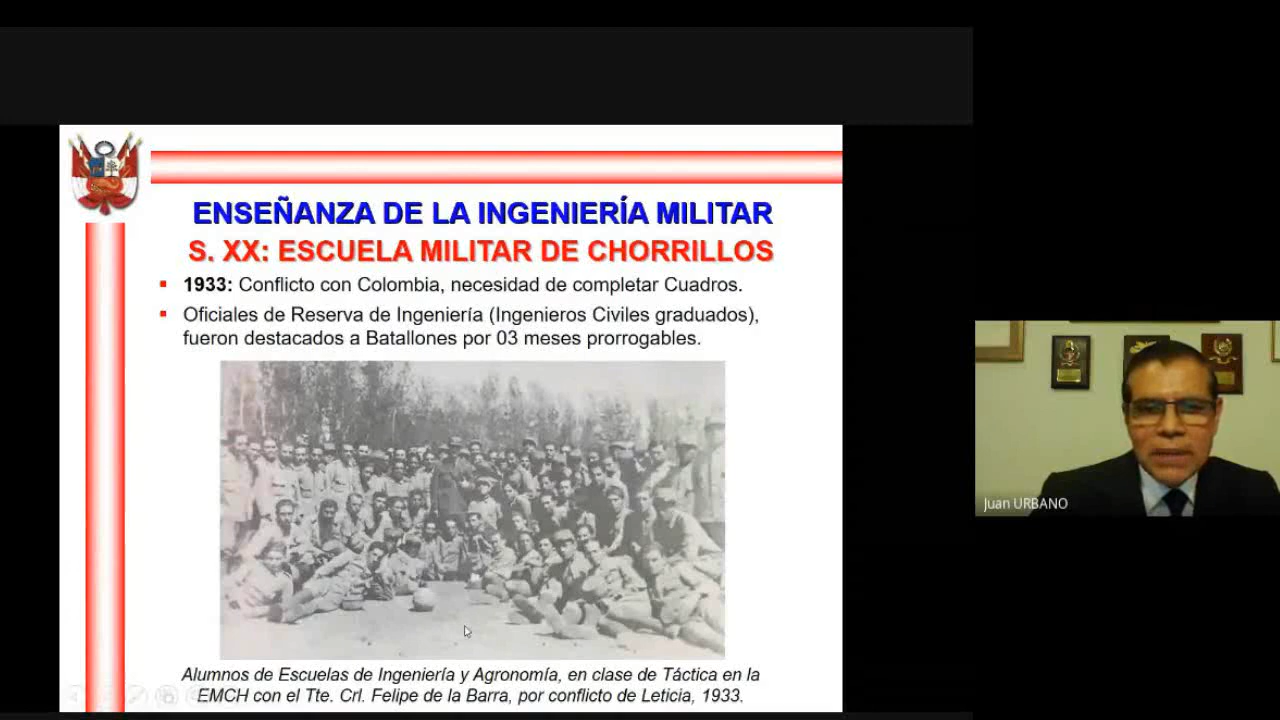 ENSEÑANZA DE LA INGENIERÍA MILITAR
S. XX: ESCUELA MILITAR DE CHORRILLOS
1933: Conflicto con Colombia, necesidad de completar Cuadros.
Oficiales de Reserva de Ingeniería (Ingenieros Civiles graduados),
fueron destacados a Batallones por 03 meses prorrogables.
Alumnos de Escuelas de Ingeniería y Agronomía, en clase de Táctica en la
EMCH con el Tte. Crl. Felipe de la Barra, por conflicto de Leticia, 1933.
Juan URBANO